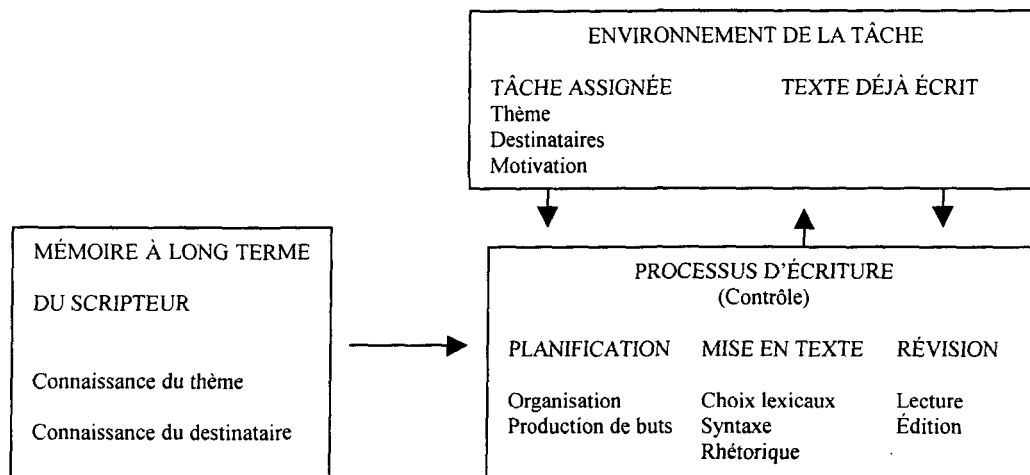 ENVIRONNEMENT DE LA TÂCHE
TÂCHE ASSIGNÉE
TEXTE DÉJÀ ÉCRIT
Thème
Destinataires
Motivation
MÉMOIRE À LONG TERME
DU SCRIPTEUR
Connaissance du thème
Connaissance du destinataire
PROCESSUS D'ÉCRITURE
(Contrôle)
PLANIFICATION
Organisation
Production de buts
MISE EN TEXTE
Choix lexicaux
Syntaxe
Rhétorique
RÉVISION
Lecture
Édition